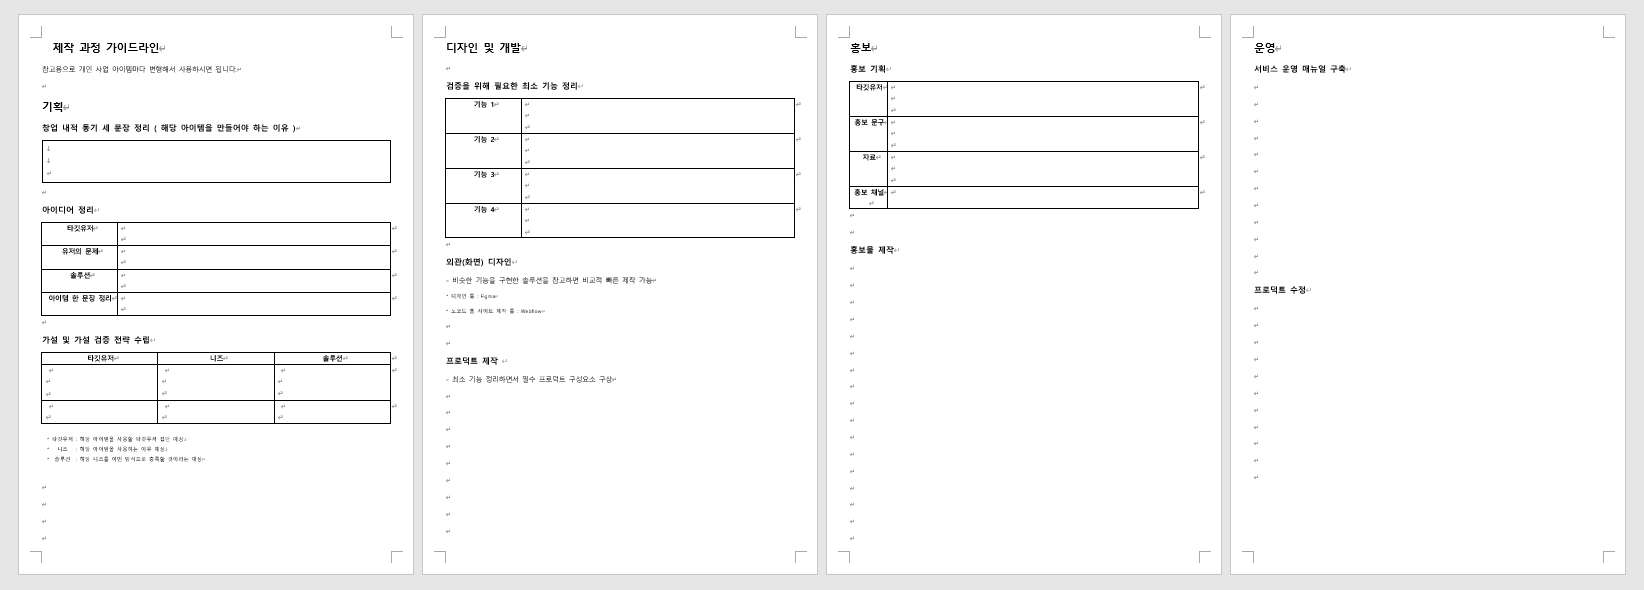 제작 과정 가이드라인
참고용으로 개인 사업 아이템마다 변형해서 사용하시면 됩니다.
기획
창업 내적 동기 세 문장 정리 ( 해당 아이템을 만들어야 하는 이유 )
아이디어 정리
타깃유저
유저의 문제
솔루션
아이템 한 문장 정리
가설 및 가설 검증 전략 수립
타깃유저 니즈 솔루션
* 타깃유저 : 해당 아이템을 사용할 타깃유저 집단 예상
* 니즈 : 해당 아이템을 사용하는 이유 예상
* 솔루션 : 해당 니즈를 어떤 방식으로 충족할 것이라는 예상
디자인 및 개발
검증을 위해 필요한 최소 기능 정리
기능 1
기능 2
기능 3
기능 4
외관(화면) 디자인
- 비슷한 기능을 구현한 솔루션을 참고하면 비교적 빠른 제작 가능
* 디자인 툴 : Figma
* 노코드 웹 사이트 제작 툴 : Webflow
프로덕트 제작
- 최소 기능 정리하면서 필수 프로덕트 구성요소 구상
홍보
홍보 기획
타깃유저
홍보 문구
자료
홍보 채널
홍보물 제작
운영
서비스 운영 매뉴얼 구축
프로덕트 수정